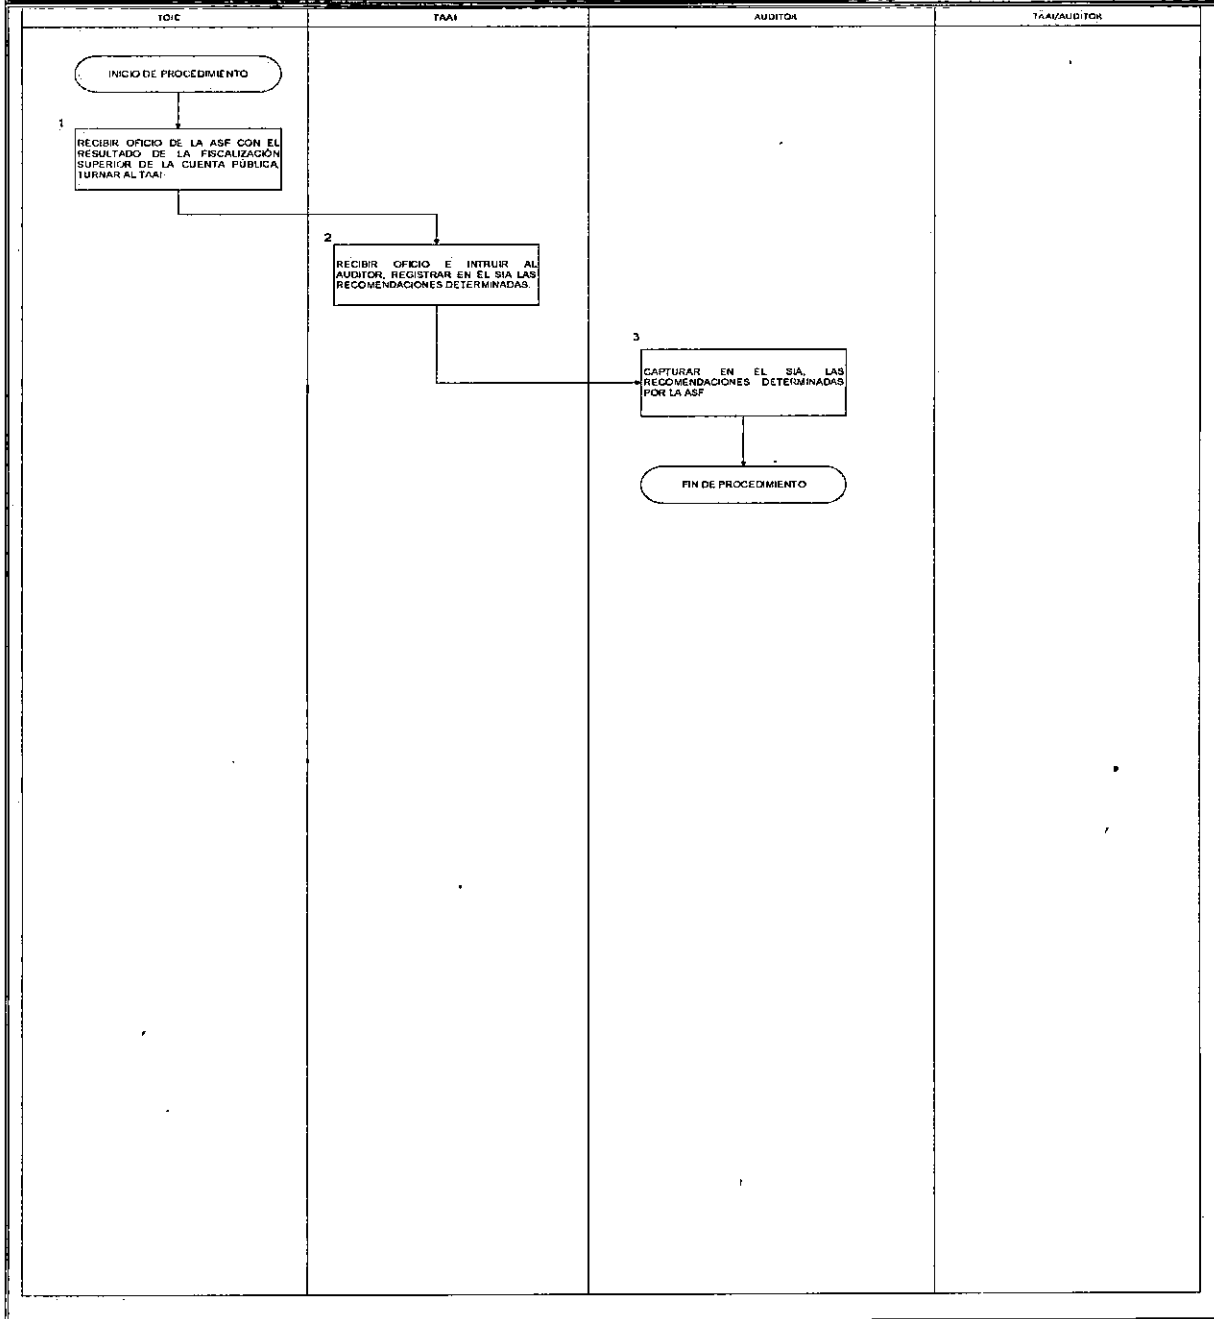 TOIC
TAAI
AUDITOR
TAAI/AUDITOR
INICIO DE PROCEDIMIENTO
1
RECIBIR OFICIO DE LA ASF CON EL
RESULTADO DE LA FISCALIZACIÓN
SUPERIOR DE LA CUENTA PÚBLICA,
TURNAR AL TAAI
2
RECIBIR OFICIO E INTRUIR AL
AUDITOR, REGISTRAR EN EL SIA LAS
RECOMENDACIONES DETERMINADAS.
3
CAPTURAR EN EL SIA, LAS
RECOMENDACIONES DETERMINADAS
POR LA ASF
FIN DE PROCEDIMIENTO